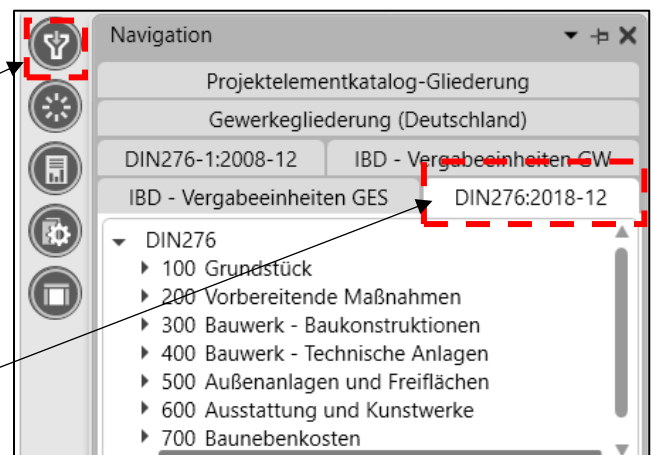 Navigation
Projektelementkatalog-Gliederung
Gewerkegliederung (Deutschland)
DIN276-1:2008-12 IBD - Vergabeeinheiten GW
IBD - Vergabeeinheiten GES DIN276:2018-12
DIN276
100 Grundstück
200 Vorbereitende Maßnahmen
300 Bauwerk - Baukonstruktionen
400 Bauwerk - Technische Anlagen
500 Außenanlagen und Freiflächen
600 Ausstattung und Kunstwerke
700 Baunebenkosten